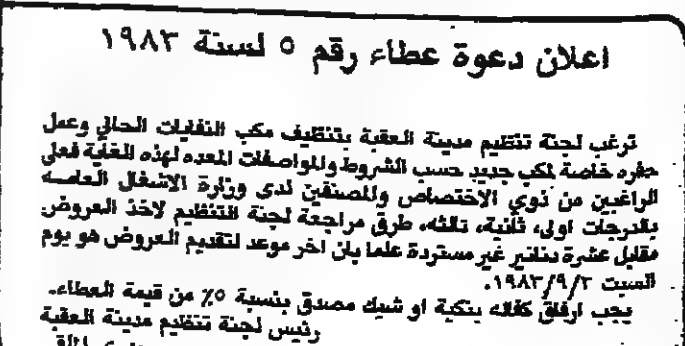 اعلان دعوة عطاء رقم ٥ لسنة ١٩٨٣
ترغب لجنة تنظيم مدينة العقبة بتنظيف مكب النفايات الحالي وعمل
حفره خاصة لمكب جديد حسب الشروط والمواصفات المعده لهذه الغاية فعلى
الراغبين من ذوي الاختصاص والمصنفين لدى وزارة الاشغال العامه
بالدرجات اولى، ثانية، ثالثه، طرق مراجعة لجنة التنظيم لاخذ العروض
مقابل عشرة دنانير غير مستردة علما بان اخر موعد لتقديم العروض هو يوم
السبت ١٩٨٣/٩/٣.
يجب ارفاق كفاله بنكية او شيك مصدق بنسبة ٥٪ من قيمة العطاء.
رئيس لجنة تنظيم مدينة العقبة